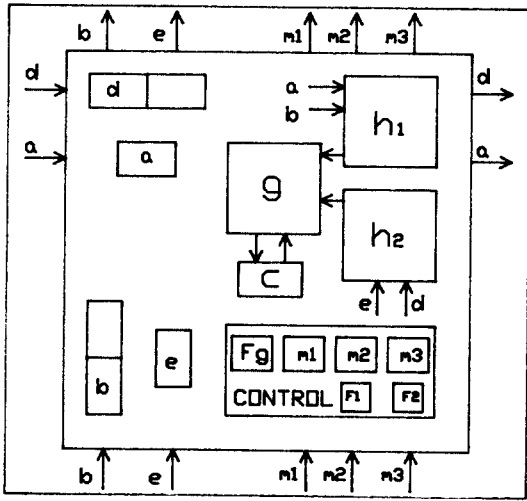 b e m1 m2 m3
d d d
a h1
b
a a a
g
h2
c
e d
Fg m1 m2 m3
e
b CONTROL F1 F2
b e m1 m2 m3